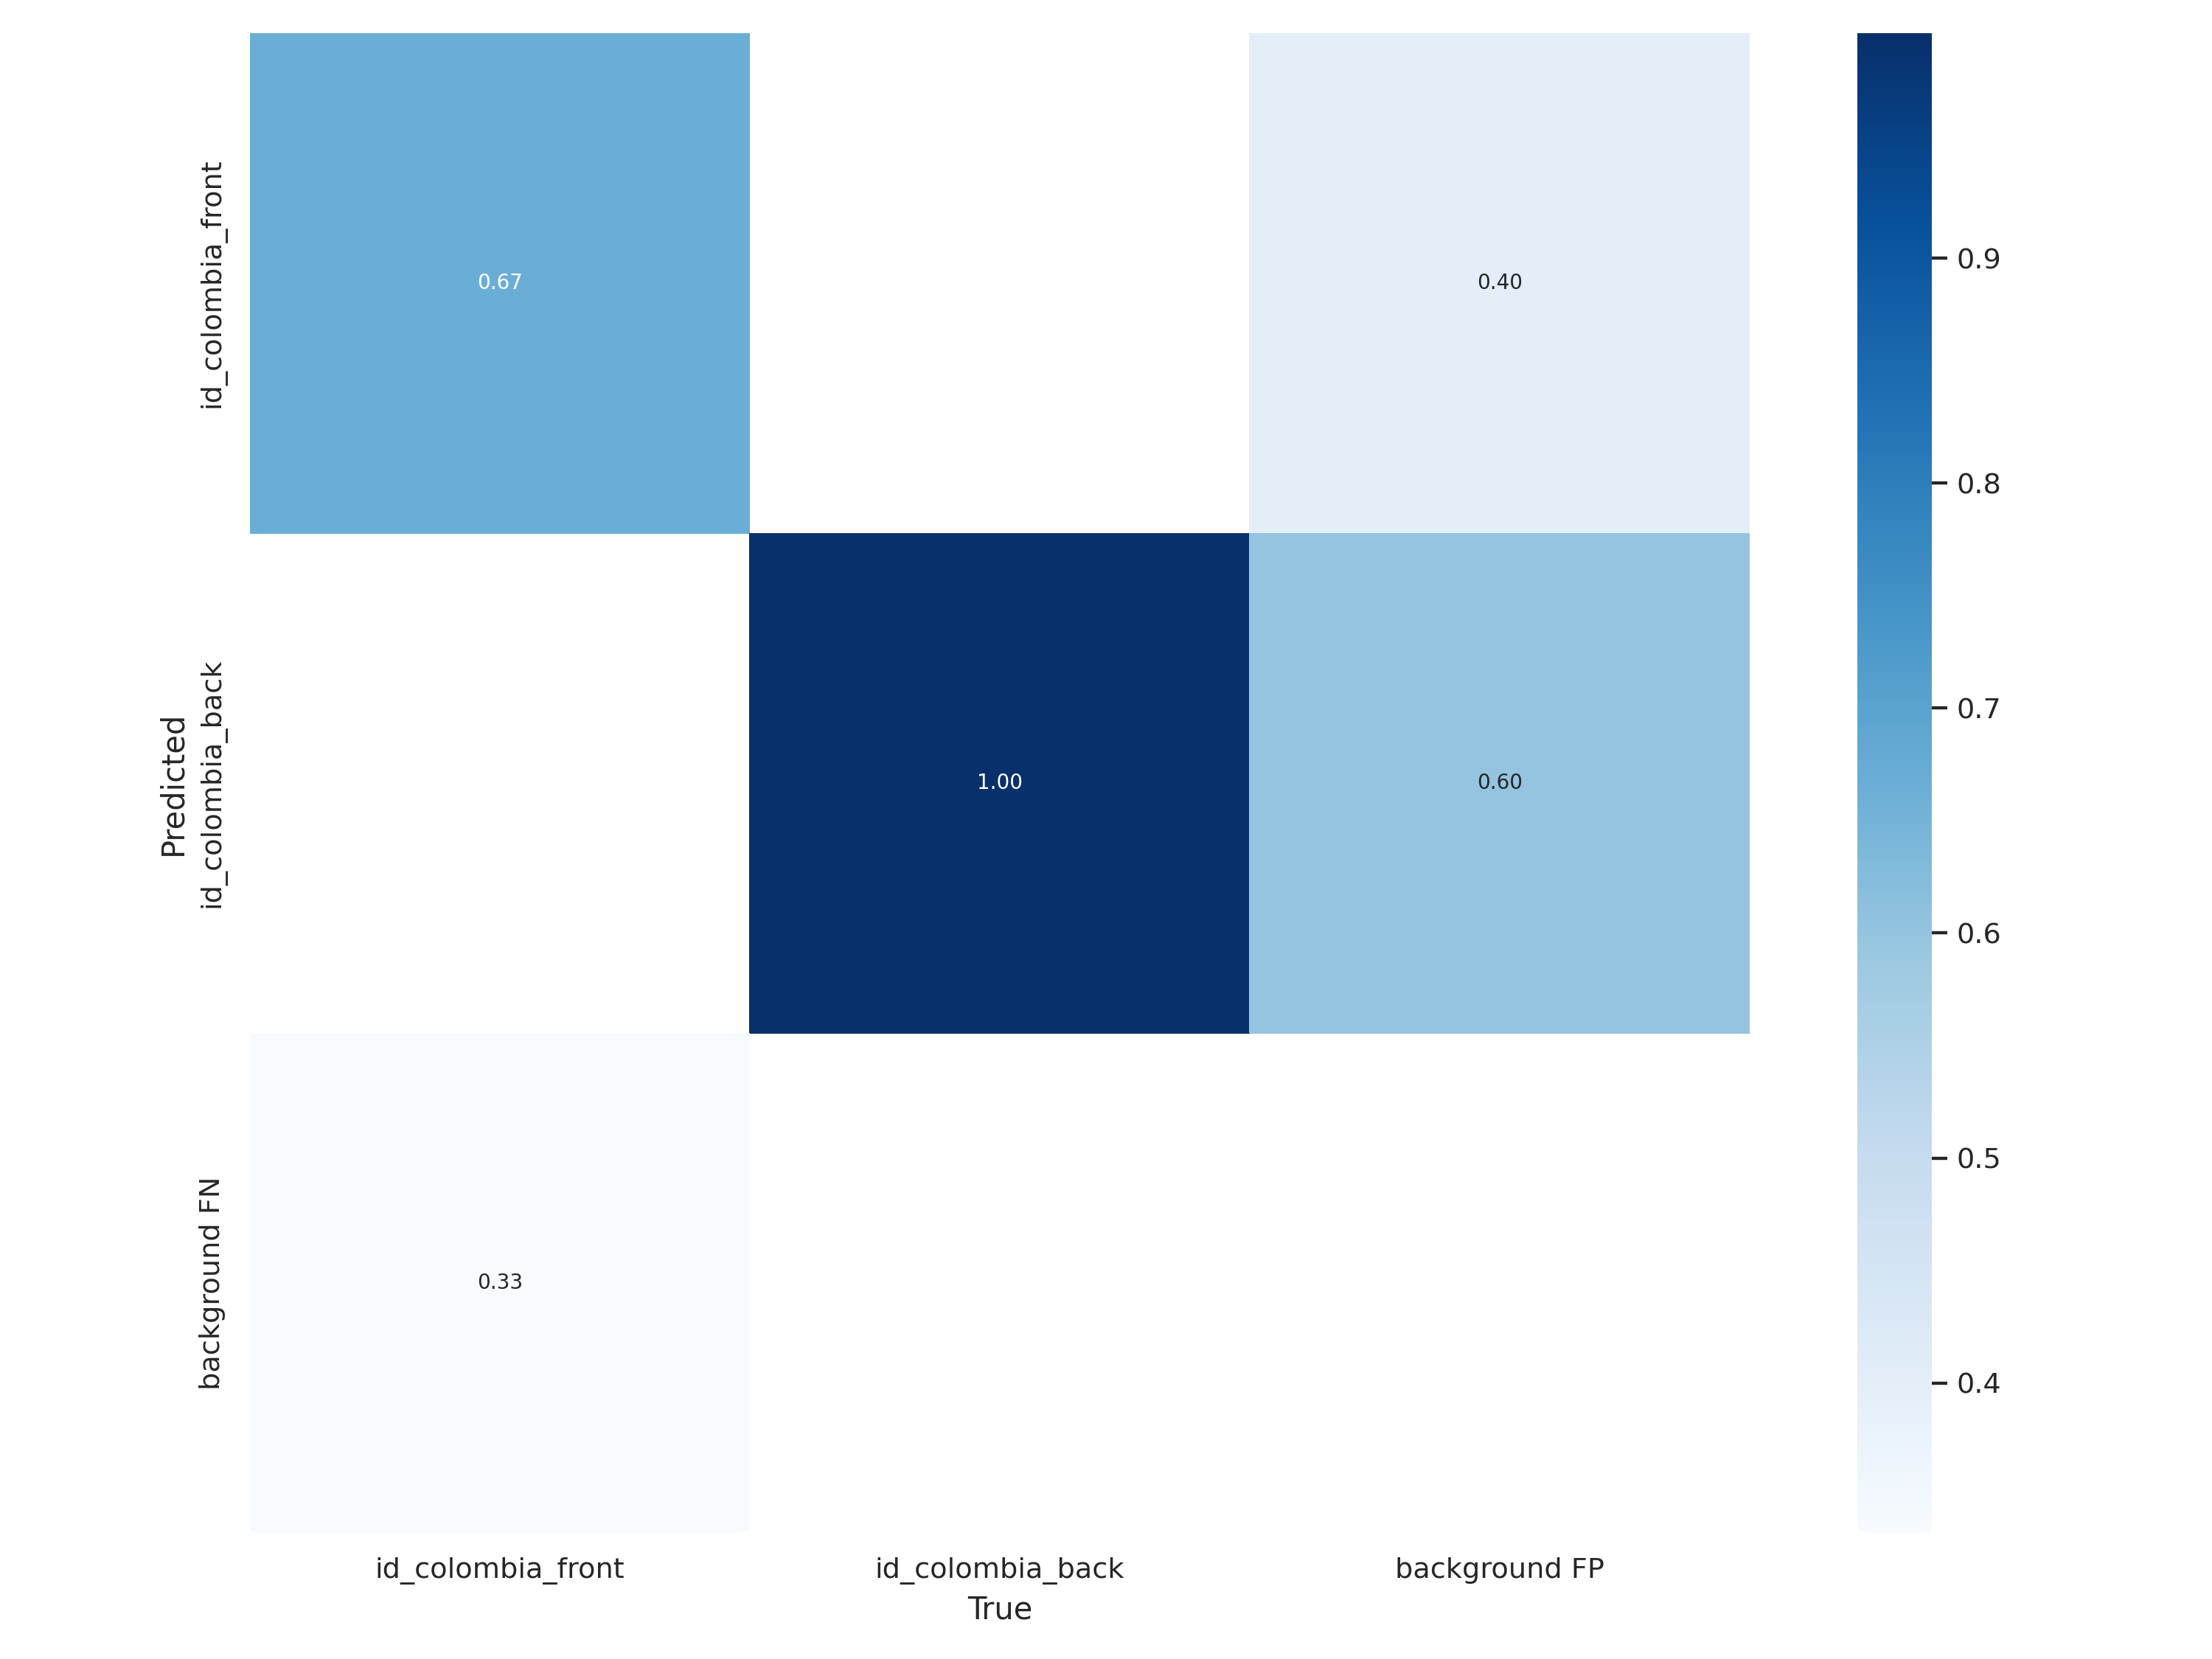 Predicted
id_colombia_front
id_colombia_back
background FN
0.67
0.40
1.00
0.60
0.33
id_colombia_front
id_colombia_back
background FP
True
0.9
0.8
0.7
0.6
0.5
0.4